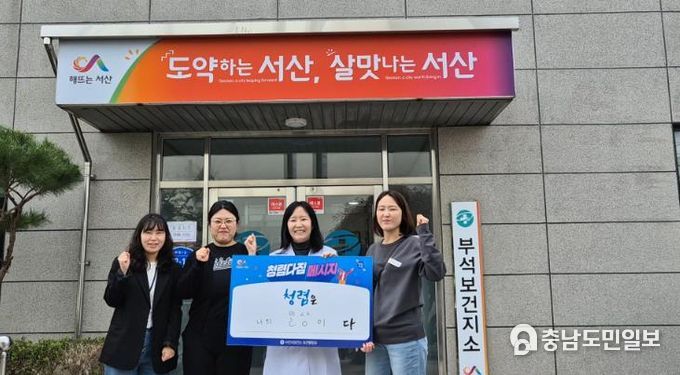 해뜨는 서산
도약하는 서산, 살맛나는 서산
청렴다짐 메시지
청렴은
나의 이다
부석보건지소
충남도민일보